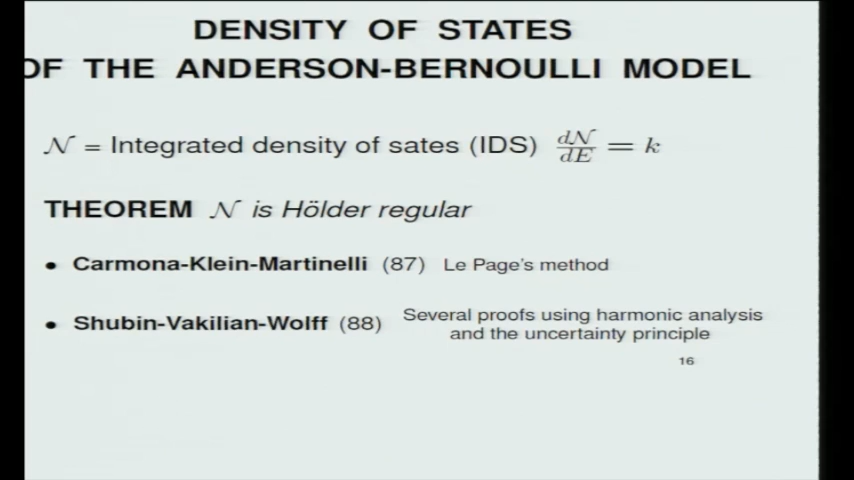 DENSITY OF STATES
OF THE ANDERSON-BERNOULLI MODEL
𝒩 = Integrated density of sates (IDS) d𝒩/dE = k
THEOREM 𝒩 is Hölder regular
• Carmona-Klein-Martinelli (87) Le Page's method
• Shubin-Vakilian-Wolff (88) Several proofs using harmonic analysis
and the uncertainty principle
16